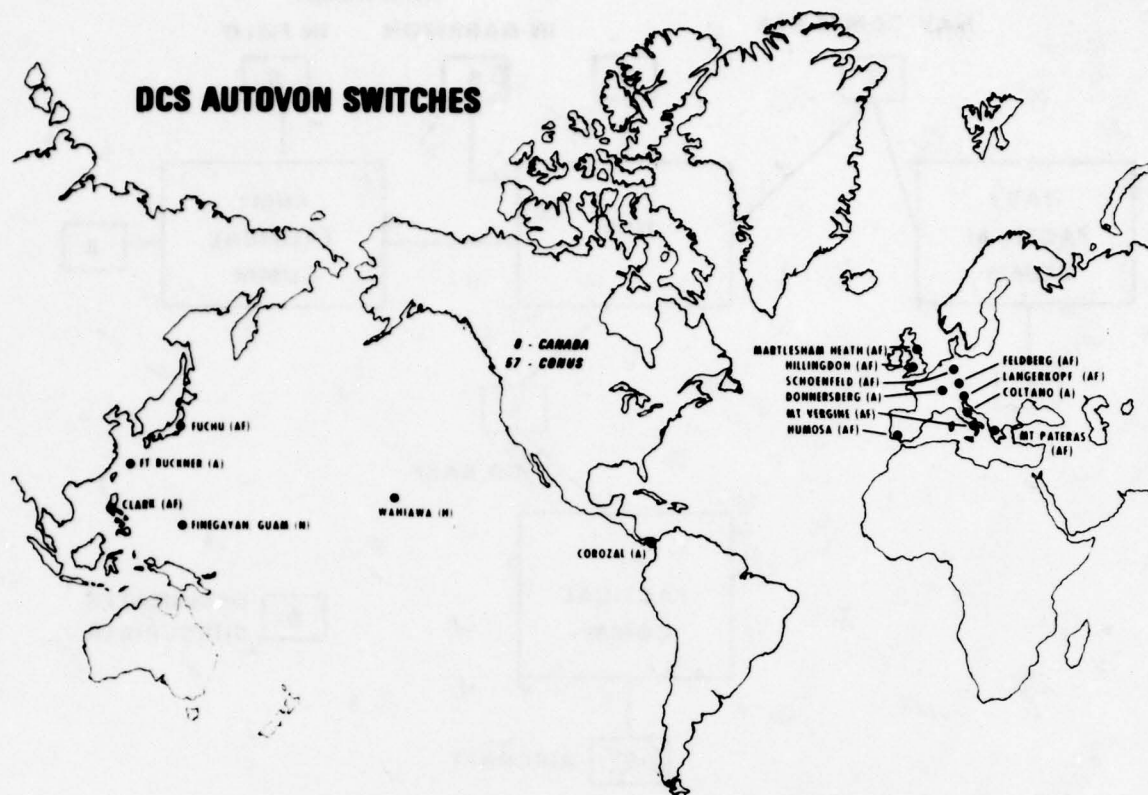 DCS AUTOVON SWITCHES
- CANADA
57 - CONUS
MARTLESHAM HEATH (AF)
HILLINGDON (AF)
SCHOENFELD (AF)
DONNERSBERG (A)
MT VERGINE (AF)
HUMOSA (AF)
FELDBERG (AF)
LANGERKOPF (AF)
COLTANO (A)
MT PATERAS
(AF)
FUCHU (AF)
FT BUCKNER (A)
CLARK (AF)
FINEGAYAN GUAM (N)
WAHIAWA (N)
COROZAL (A)